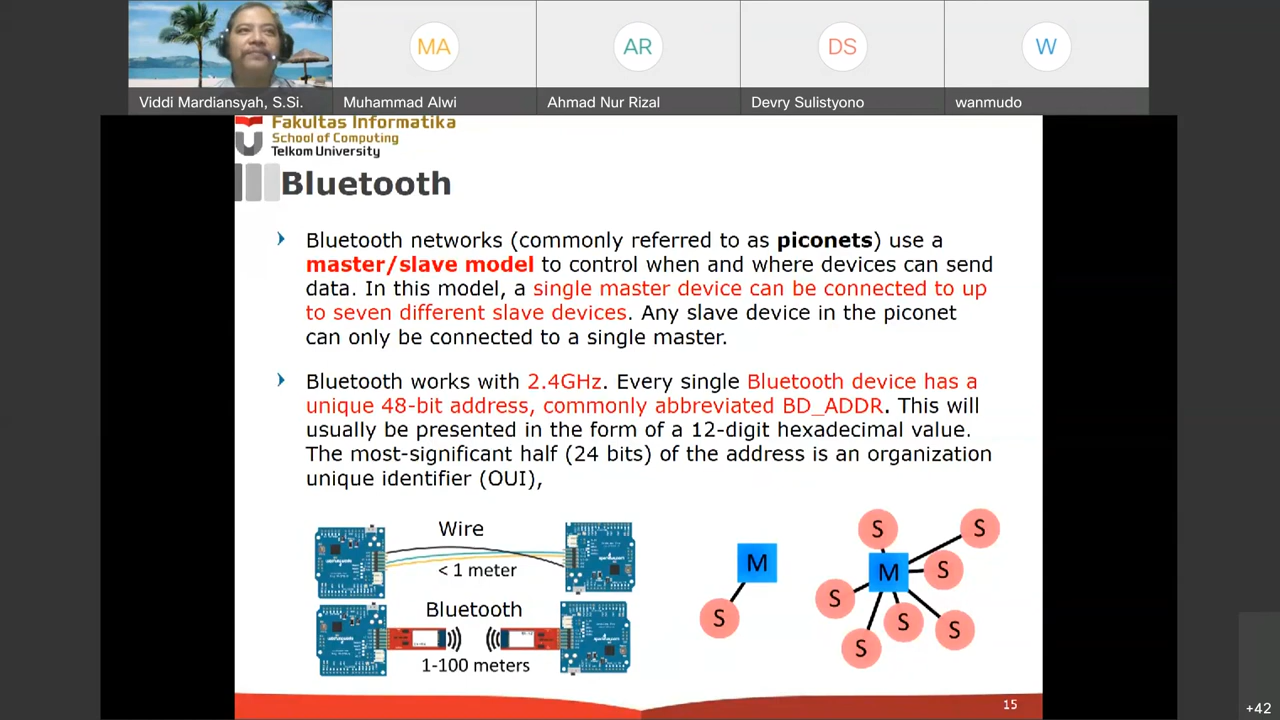 MA
AR
DS
W
Viddi Mardiansyah, S.Si.
Muhammad Alwi
Ahmad Nur Rizal
Devry Sulistyono
wanmudo
Fakultas Informatika
School of Computing
Telkom University
Bluetooth
Bluetooth networks (commonly referred to as piconets) use a
master/slave model to control when and where devices can send
data. In this model, a single master device can be connected to up
to seven different slave devices. Any slave device in the piconet
can only be connected to a single master.
Bluetooth works with 2.4GHz. Every single Bluetooth device has a
unique 48-bit address, commonly abbreviated BD_ADDR. This will
usually be presented in the form of a 12-digit hexadecimal value.
The most-significant half (24 bits) of the address is an organization
unique identifier (OUI),
Wire
< 1 meter
Bluetooth
1-100 meters
M
S
S
S
M
S
S
S
S
S
15
+42